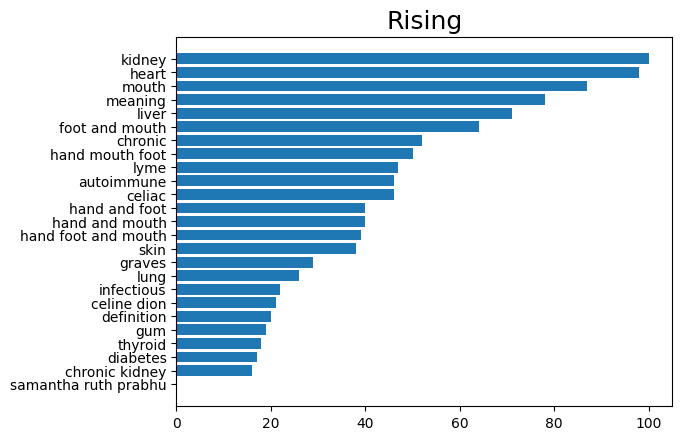 Rising
kidney
heart
mouth
meaning
liver
foot and mouth
chronic
hand mouth foot
lyme
autoimmune
celiac
hand and foot
hand and mouth
hand foot and mouth
skin
graves
lung
infectious
celine dion
definition
gum
thyroid
diabetes
chronic kidney
samantha ruth prabhu
0 20 40 60 80 100